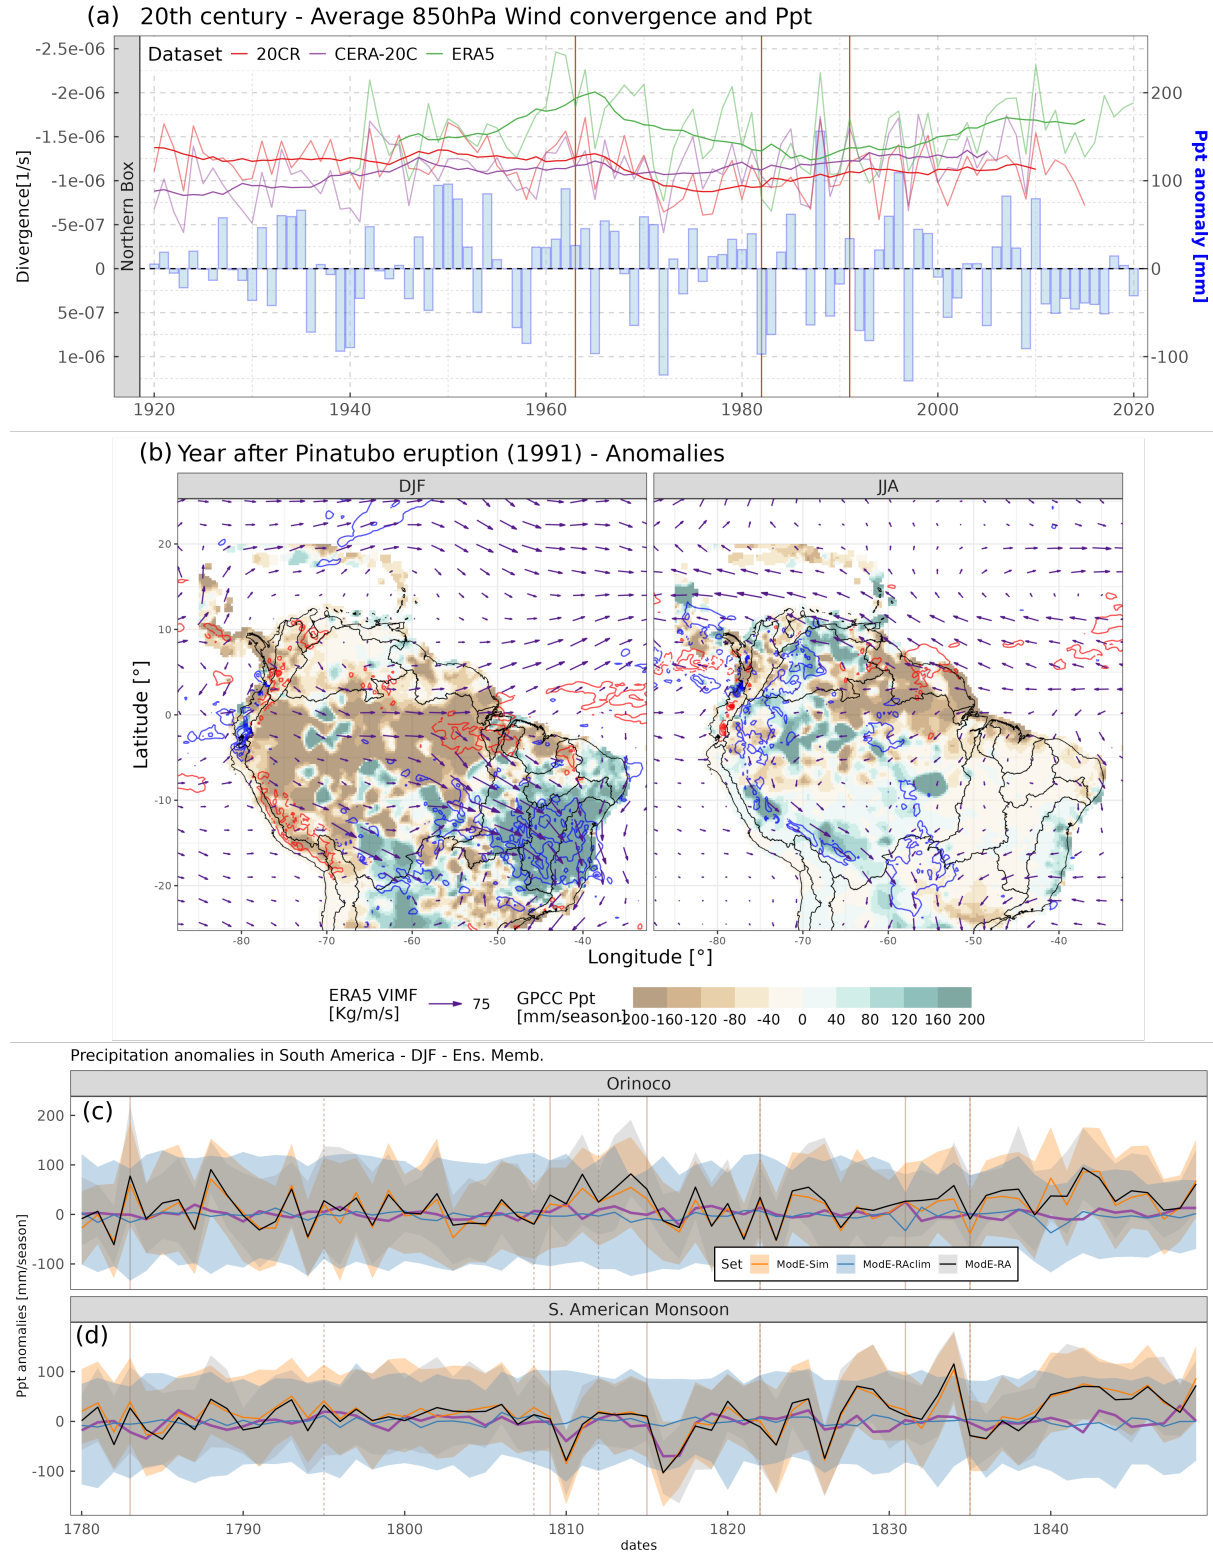 (a) 20th century - Average 850hPa Wind convergence and Ppt
Dataset 20CR CERA-20C ERA5
Divergence[1/s]
Northern Box
Ppt anomaly [mm]
-2.5e-06
-2e-06
-1.5e-06
-1e-06
-5e-07
0
5e-07
1e-06
200
100
0
-100
1920 1940 1960 1980 2000 2020
(b) Year after Pinatubo eruption (1991) - Anomalies
DJF JJA
Latitude [°]
20
10
0
-10
-20
-80 -70 -60 -50 -40 -80 -70 -60 -50 -40
Longitude [°]
ERA5 VIMF
[Kg/m/s]
75
GPCC Ppt
[mm/season]
-200 -160 -120 -80 -40 0 40 80 120 160 200
Precipitation anomalies in South America - DJF - Ens. Memb.
Orinoco
(c)
200
100
0
-100
Set ModE-Sim ModE-RAclim ModE-RA
Ppt anomalies [mm/season]
S. American Monsoon
(d)
100
0
-100
1780 1790 1800 1810 1820 1830 1840
dates